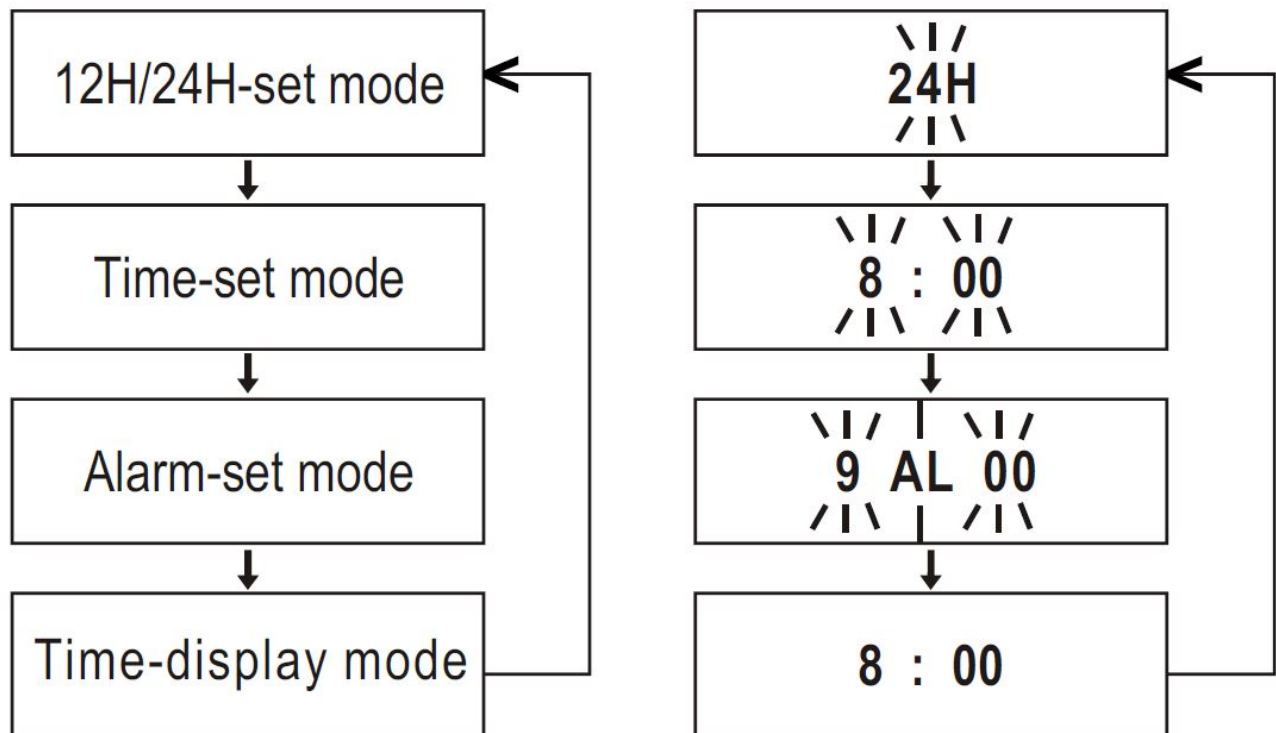 12H/24H-set mode
Time-set mode
Alarm-set mode
Time-display mode
24H
8 : 00
9 AL 00
8 : 00